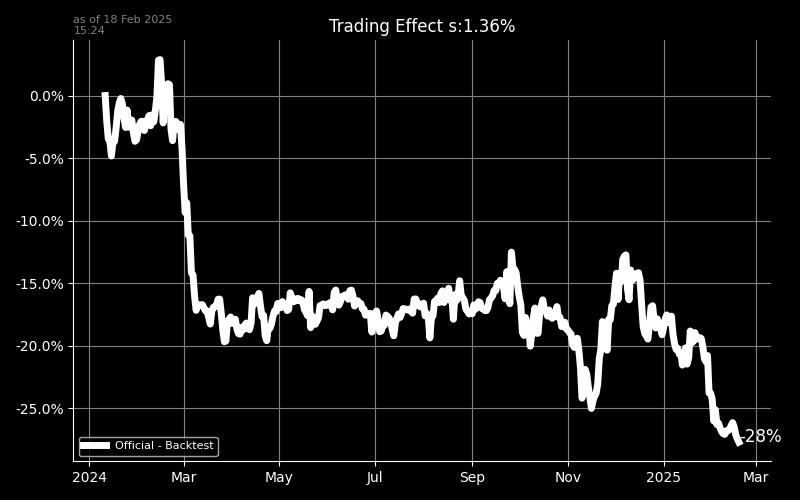 as of 18 Feb 2025
15:24
Trading Effect s:1.36%
0.0%
-5.0%
-10.0%
-15.0%
-20.0%
-25.0%
-28%
Official - Backtest
2024 Mar May Jul Sep Nov 2025 Mar